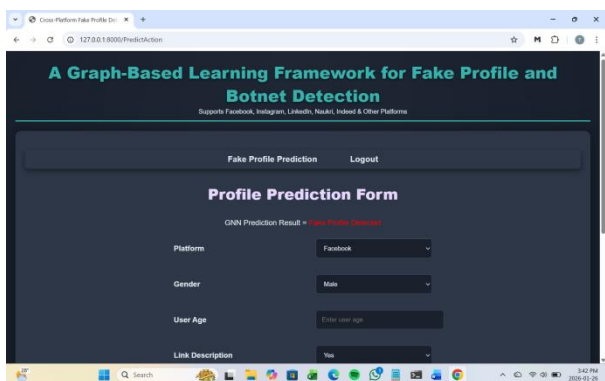 Cross-Platform Fake Profile De
127.0.0.1:8000/PredictAction
A Graph-Based Learning Framework for Fake Profile and
Botnet Detection
Supports Facebook, Instagram, LinkedIn, Naukri, Indeed & Other Platforms
Fake Profile Prediction Logout
Profile Prediction Form
GNN Prediction Result = Fake Profile Detected
Platform Facebook
Gender Male
User Age Enter user age
Link Description Yes
Search
3:42 PM
2026-01-26